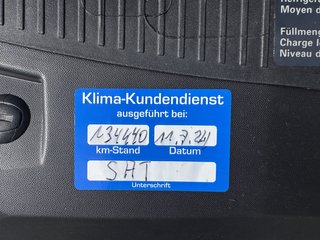 Moyen d
Füllmeng
Charge
Niveau d
Klima-Kundendienst
ausgeführt bei:
134440 11.7.24
km-Stand Datum
SHT
Unterschrift